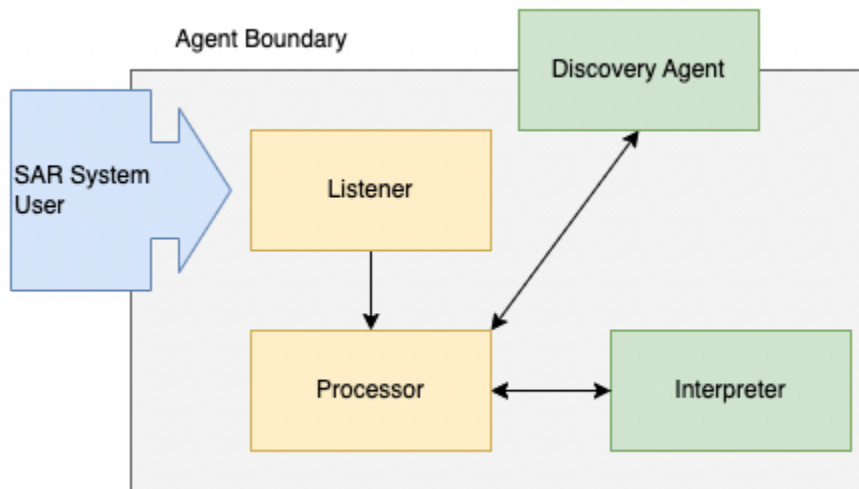 Agent Boundary
Discovery Agent
SAR System
User
Listener
Processor
Interpreter